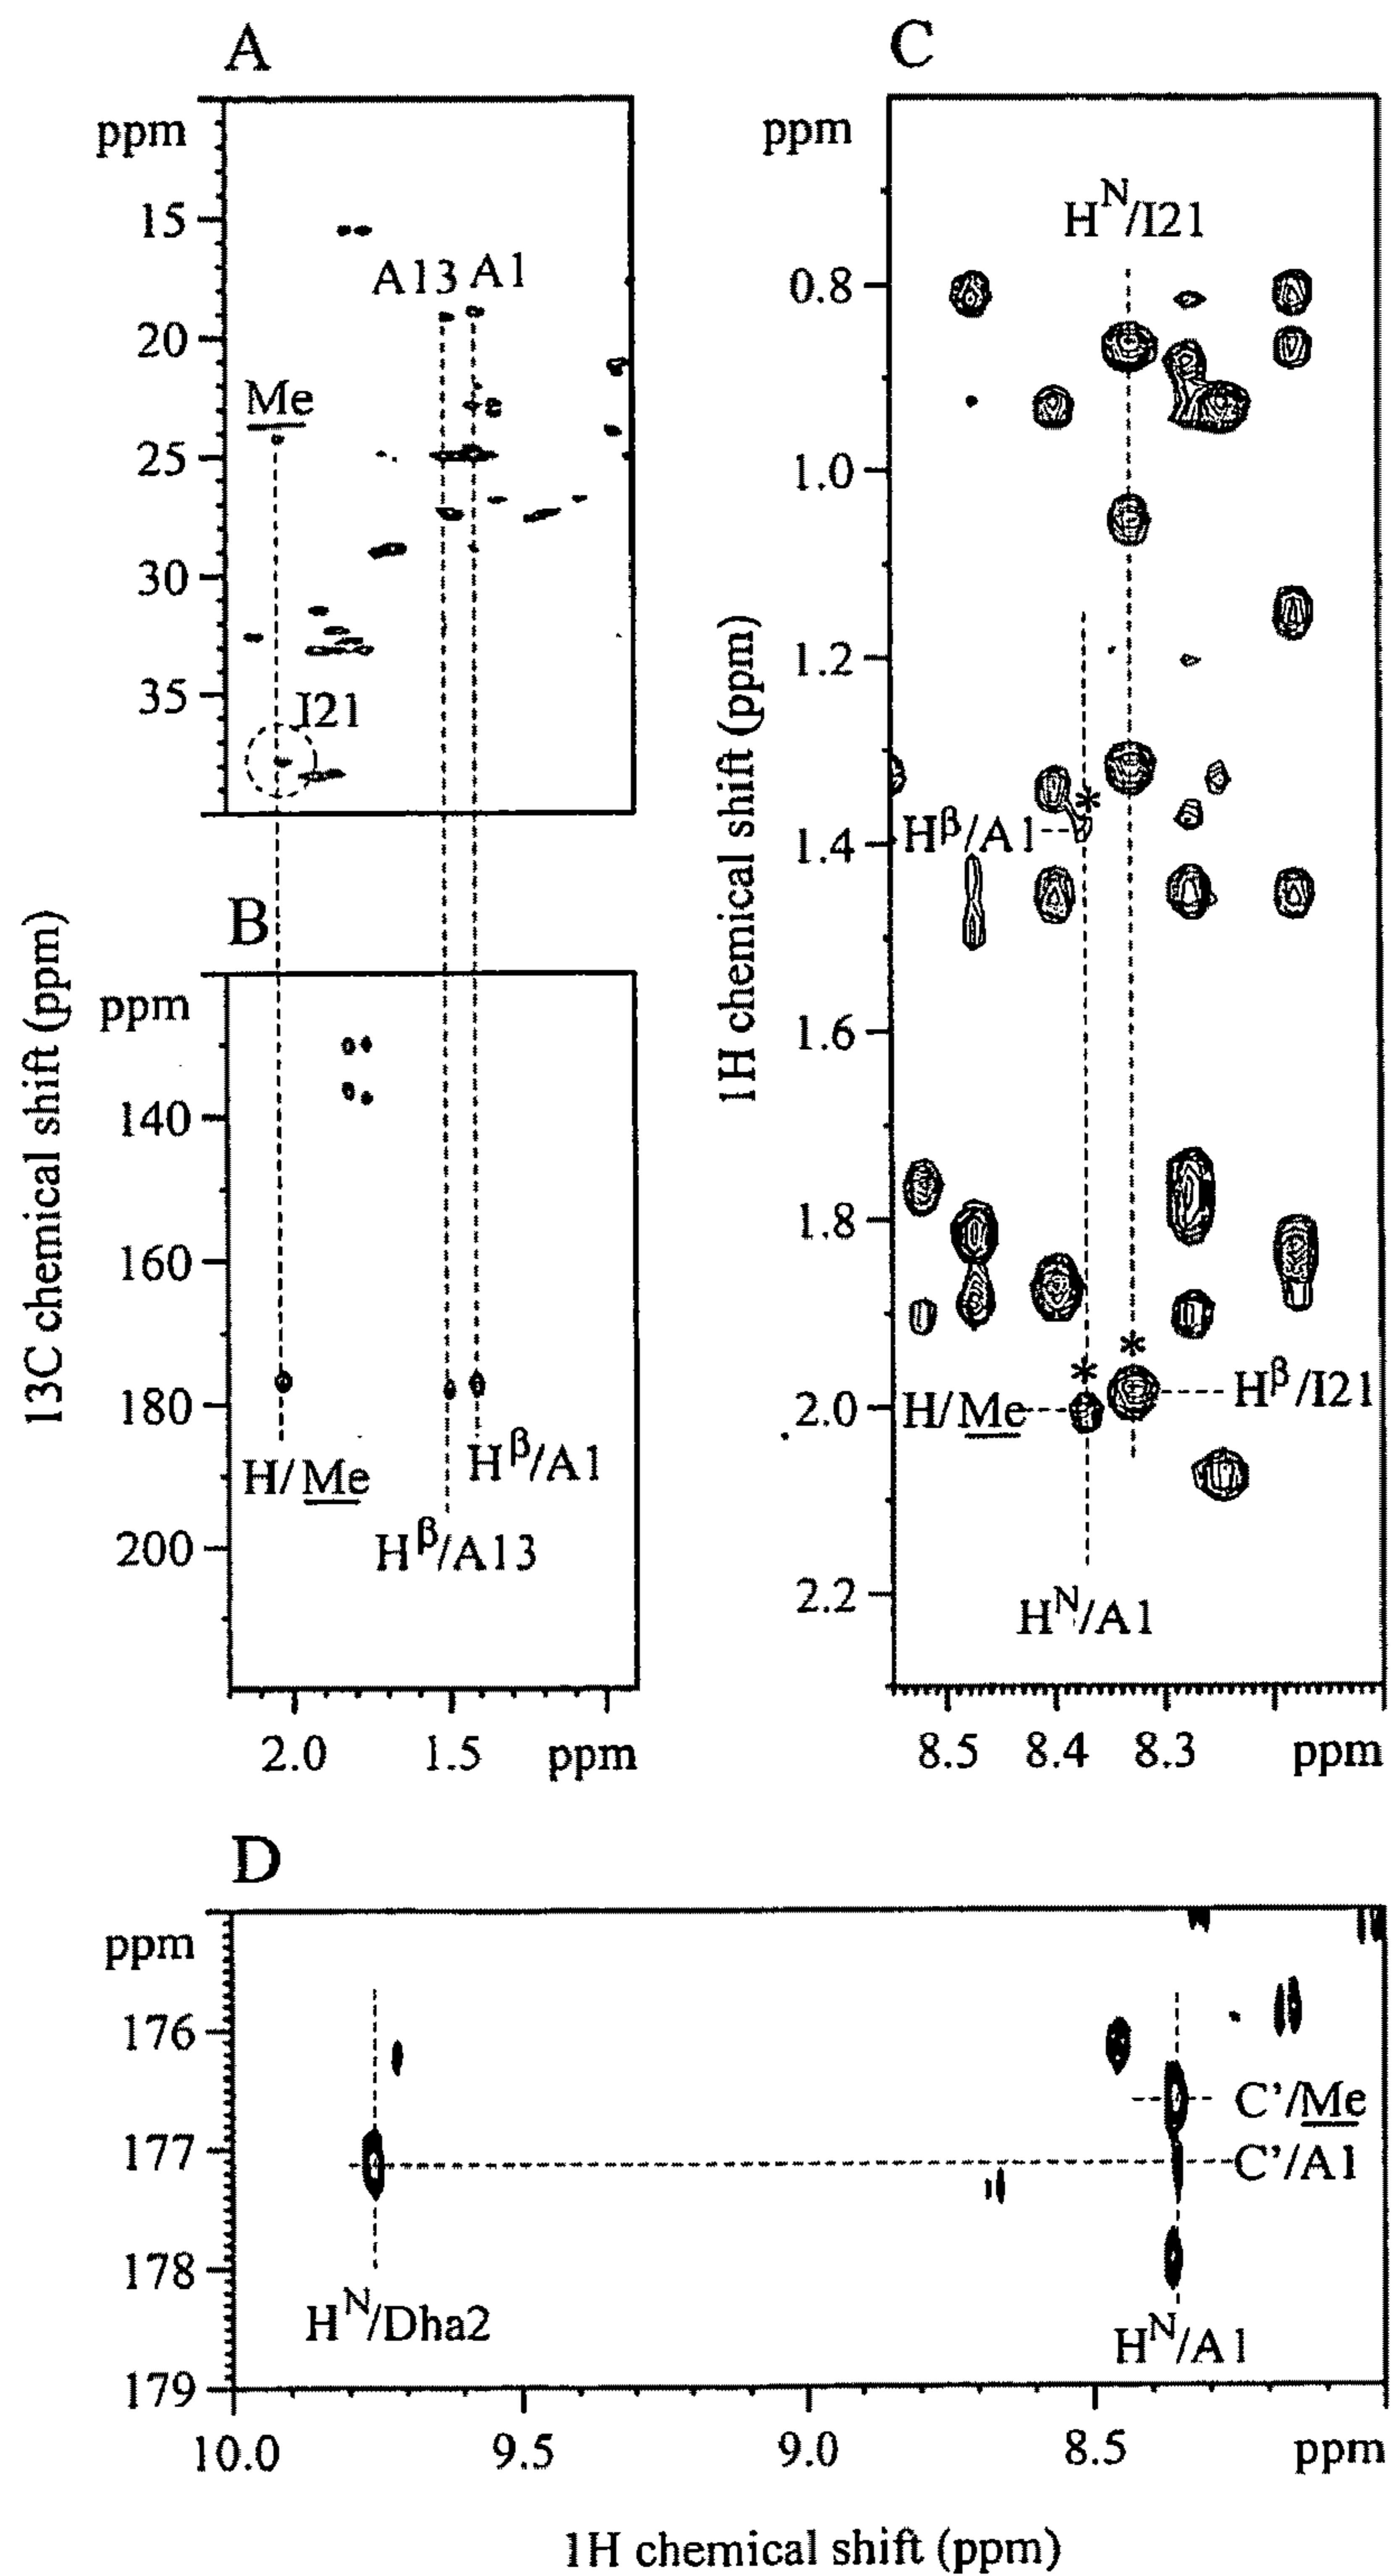 A
ppm
15
20
25
30
35
A13 A1
Me
I21
B
ppm
140
160
180
200
H/Me
Hβ/A13
Hβ/A1
2.0 1.5 ppm
13C chemical shift (ppm)
C
ppm
0.8
1.0
1.2
1.4
1.6
1.8
2.0
2.2
HN/I21
*
Hβ/A1
*
*
H/Me
Hβ/I21
HN/A1
8.5 8.4 8.3 ppm
1H chemical shift (ppm)
D
ppm
176
177
178
179
C'/Me
C'/A1
HN/Dha2
HN/A1
10.0 9.5 9.0 8.5 ppm
1H chemical shift (ppm)